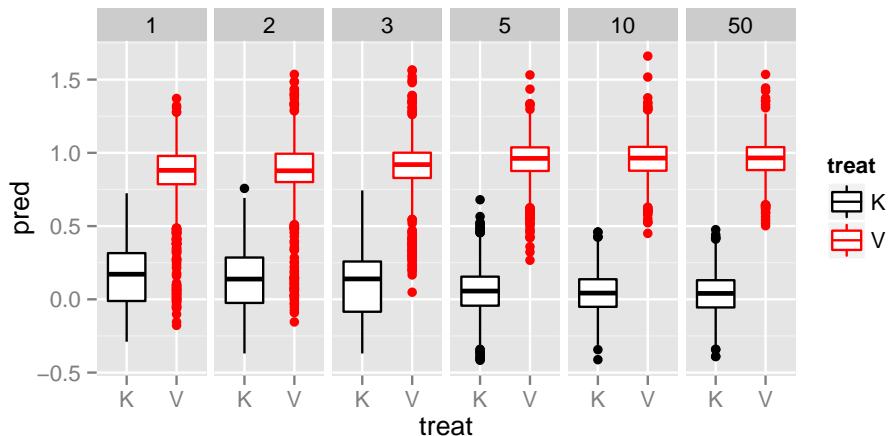 1 2 3 5 10 50
pred
1.5
1.0
0.5
0.0
−0.5
K V K V K V K V K V K V
treat
treat
K
V